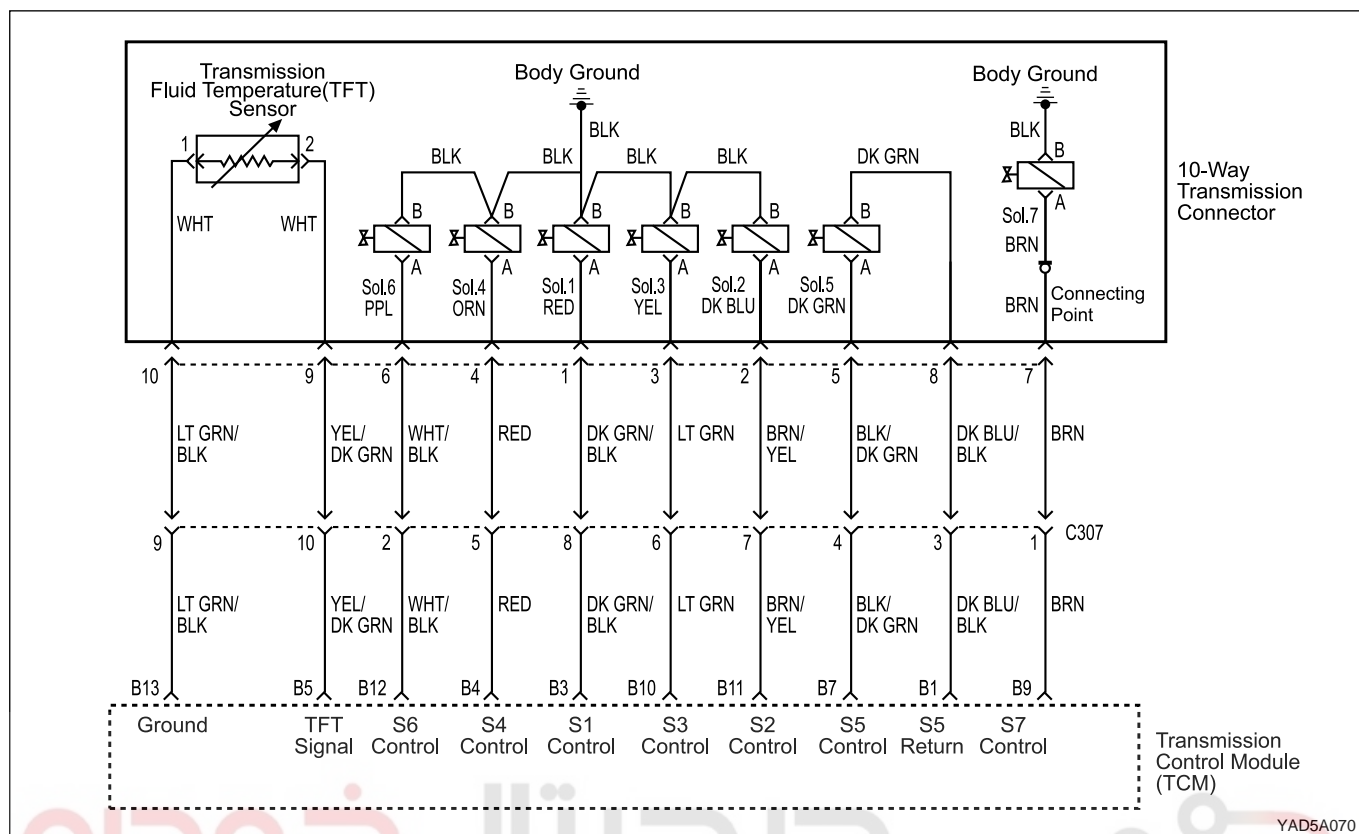 Transmission
Fluid Temperature(TFT)
Sensor
Body Ground
Body Ground
1
2
BLK
BLK
BLK
BLK
BLK
BLK
DK GRN
B
10-Way
Transmission
Connector
A
WHT
WHT
B
B
B
B
B
B
Sol.7
BRN
A
A
A
A
A
A
Sol.6
PPL
Sol.4
ORN
Sol.1
RED
Sol.3
YEL
Sol.2
DK BLU
Sol.5
DK GRN
BRN
Connecting
Point
10
9
6
4
1
3
2
5
8
7
LT GRN/
BLK
YEL/
DK GRN
WHT/
BLK
RED
DK GRN/
BLK
LT GRN
BRN/
YEL
BLK/
DK GRN
DK BLU/
BLK
BRN
9
10
2
5
8
6
7
4
3
1
C307
LT GRN/
BLK
YEL/
DK GRN
WHT/
BLK
RED
DK GRN/
BLK
LT GRN
BRN/
YEL
BLK/
DK GRN
DK BLU/
BLK
BRN
B13
B5
B12
B4
B3
B10
B11
B7
B1
B9
Ground
TFT
Signal
S6
Control
S4
Control
S1
Control
S3
Control
S2
Control
S5
Control
S5
Return
S7
Control
Transmission
Control Module
(TCM)
YAD5A070